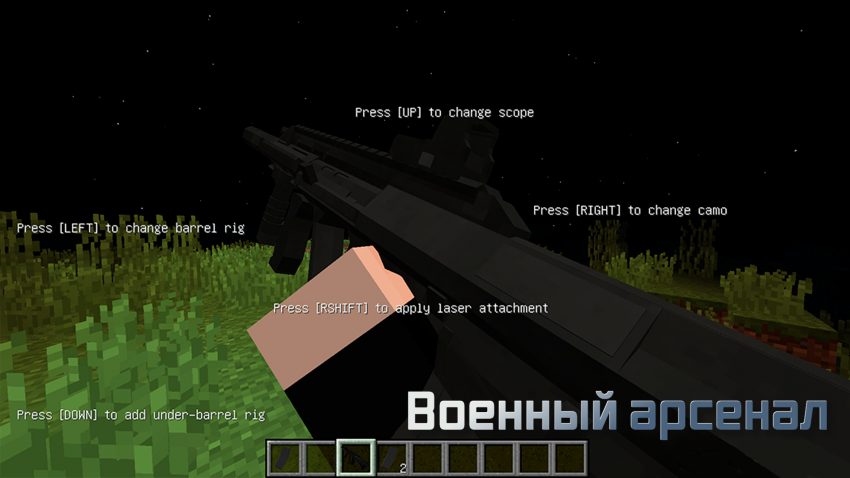 Press [UP] to change scope
Press [RIGHT] to change camo
Press [LEFT] to change barrel rig
Press [RSHIFT] to apply laser attachment
Press [DOWN] to add under-barrel rig
Военный арсенал
2